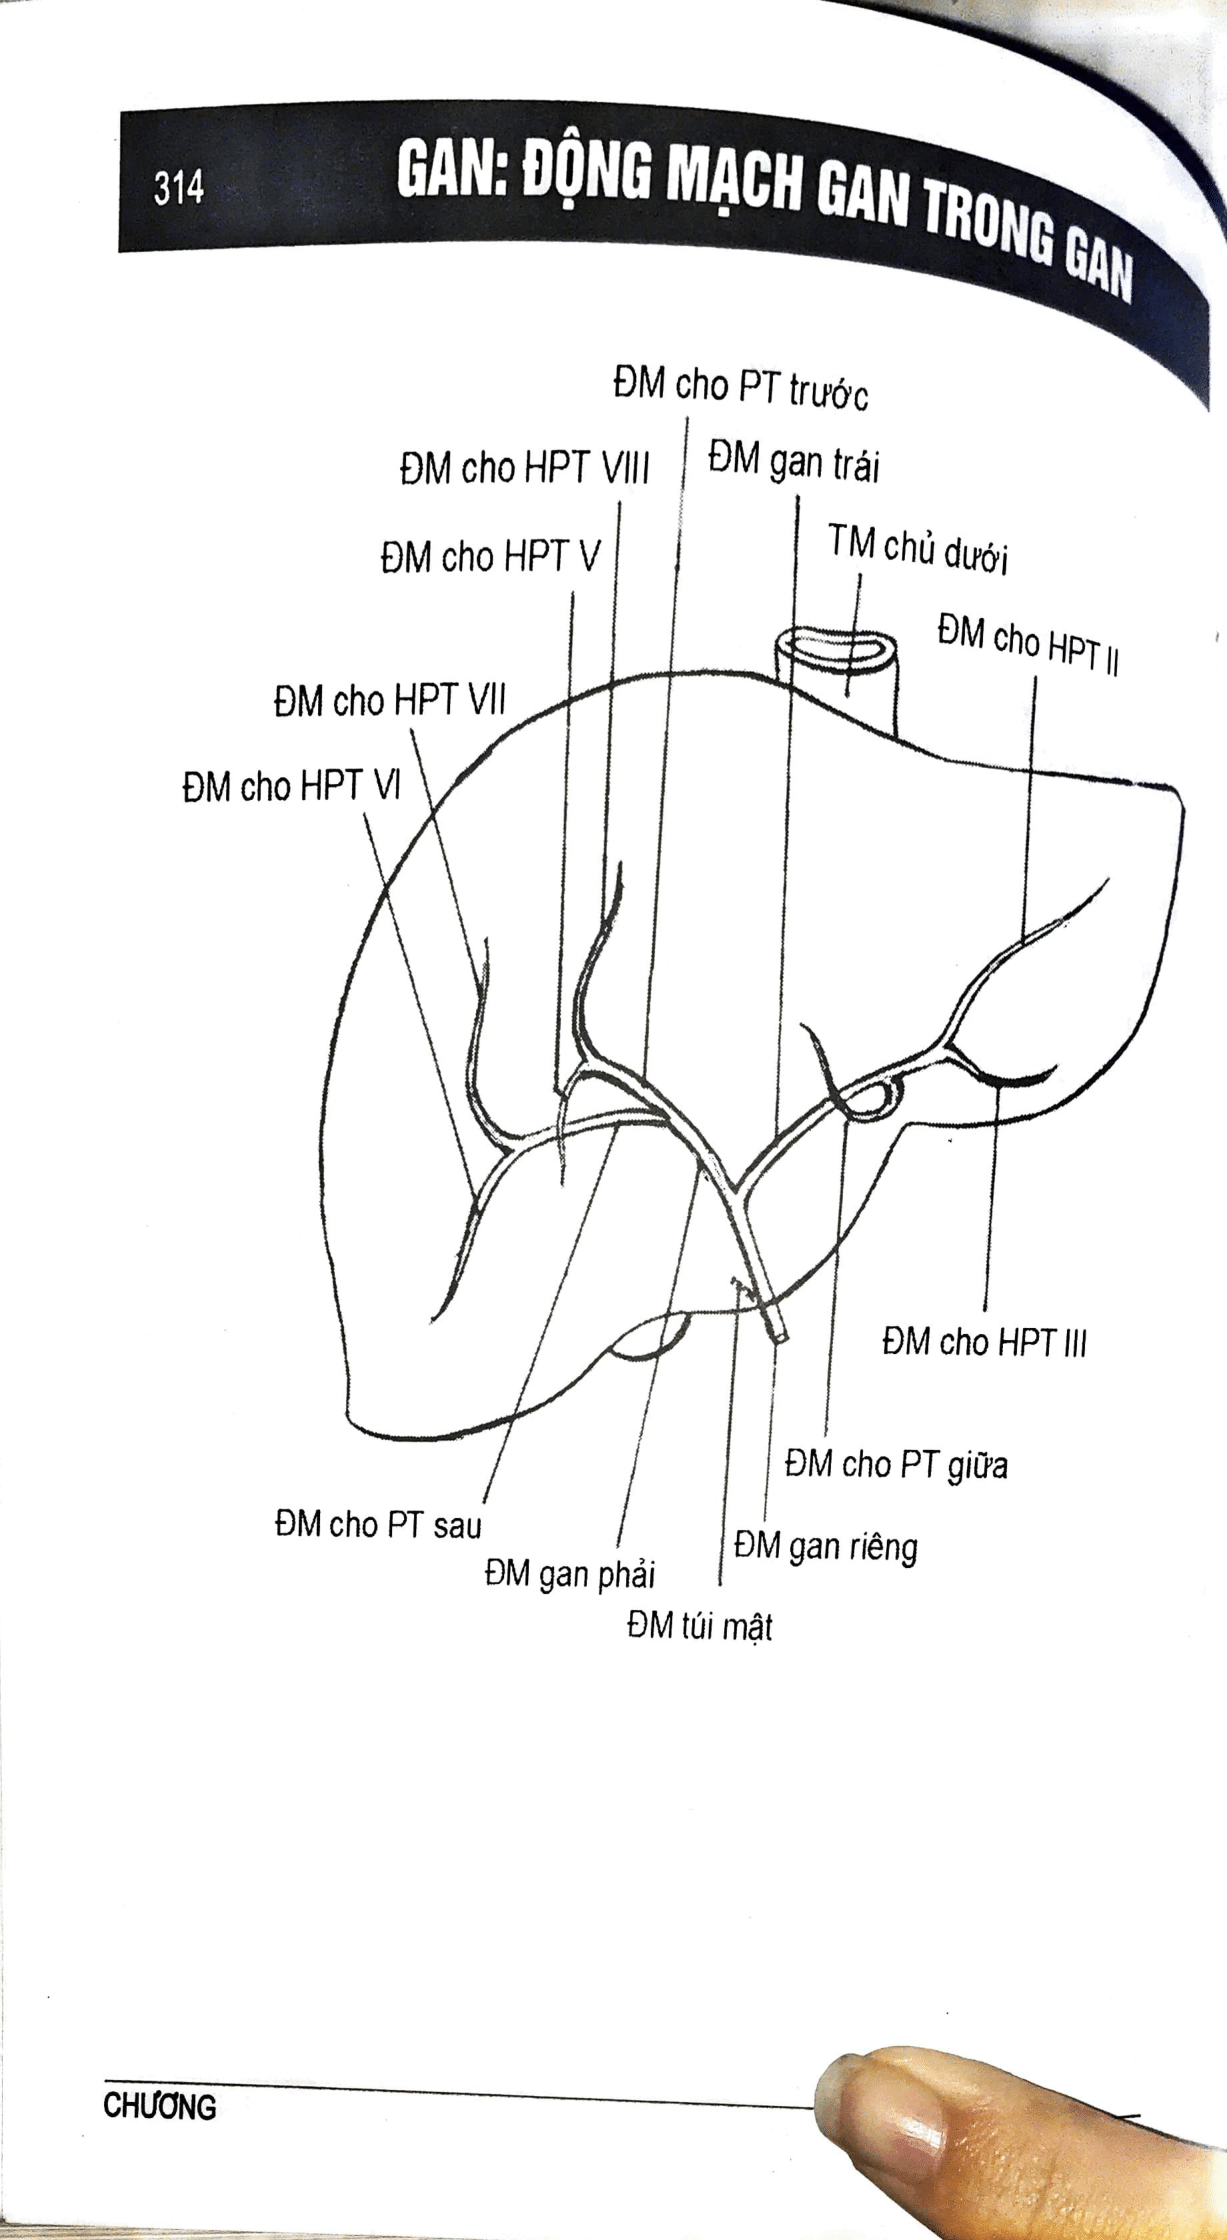 314
GAN: ĐỘNG MẠCH GAN TRONG GAN
ĐM cho PT trước
ĐM cho HPT VIII
ĐM gan trái
ĐM cho HPT V
TM chủ dưới
ĐM cho HPT II
ĐM cho HPT VII
ĐM cho HPT VI
ĐM cho HPT III
ĐM cho PT giữa
ĐM cho PT sau
ĐM gan riêng
ĐM gan phải
ĐM túi mật
CHƯƠNG